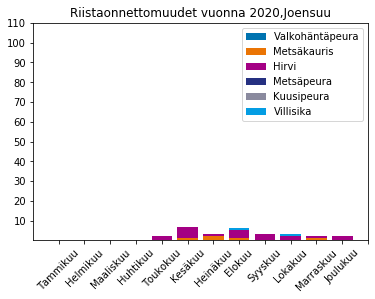 Riistaonnettomuudet vuonna 2020,Joensuu
110
100
90
80
70
60
50
40
30
20
10
Valkohäntäpeura
Metsäkauris
Hirvi
Metsäpeura
Kuusipeura
Villisika
Tammikuu
Helmikuu
Maaliskuu
Huhtikuu
Toukokuu
Kesäkuu
Heinäkuu
Elokuu
Syyskuu
Lokakuu
Marraskuu
Joulukuu